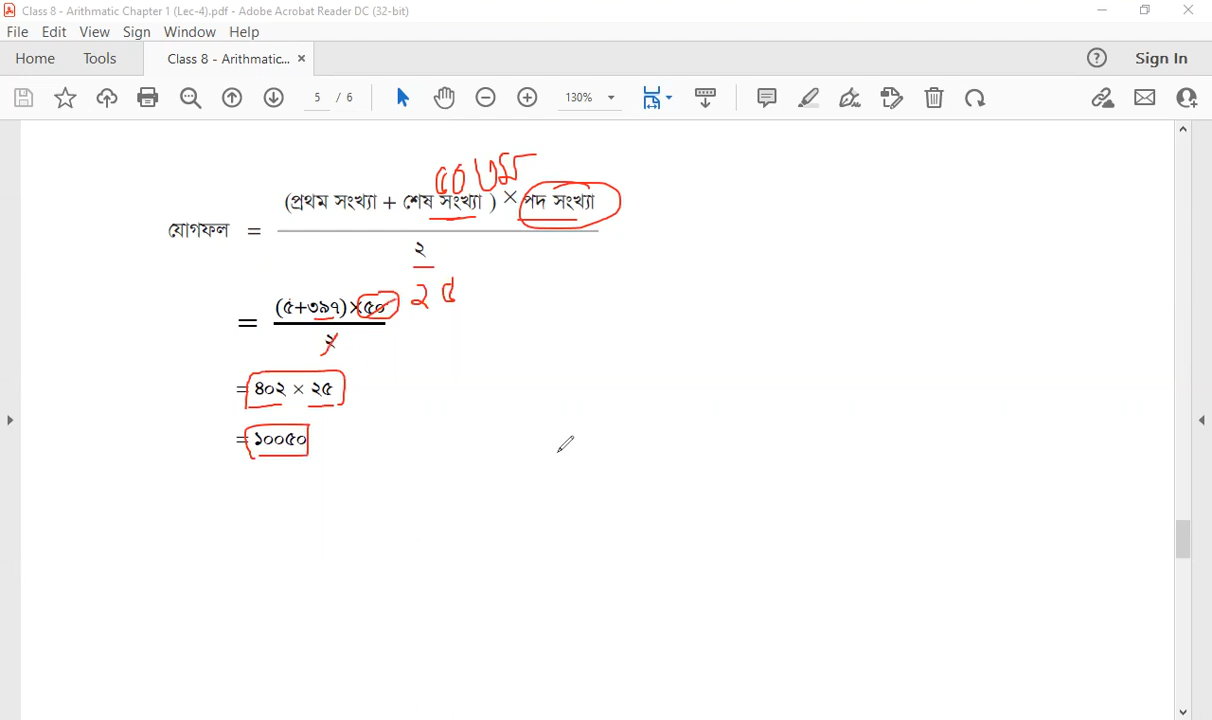 Class 8 - Arithmatic Chapter 1 (Lec-4).pdf - Adobe Acrobat Reader DC (32-bit)
File Edit View Sign Window Help
Home Tools Class 8 - Arithmatic... × Sign In
5 / 6 130%
৫০
(প্রথম সংখ্যা + শেষ সংখ্যা ) × পদ সংখ্যা
যোগফল =
২
২৫
(৫+৩৯৭)×৫০
=
২
= ৪০২ × ২৫
= ১০০৫০